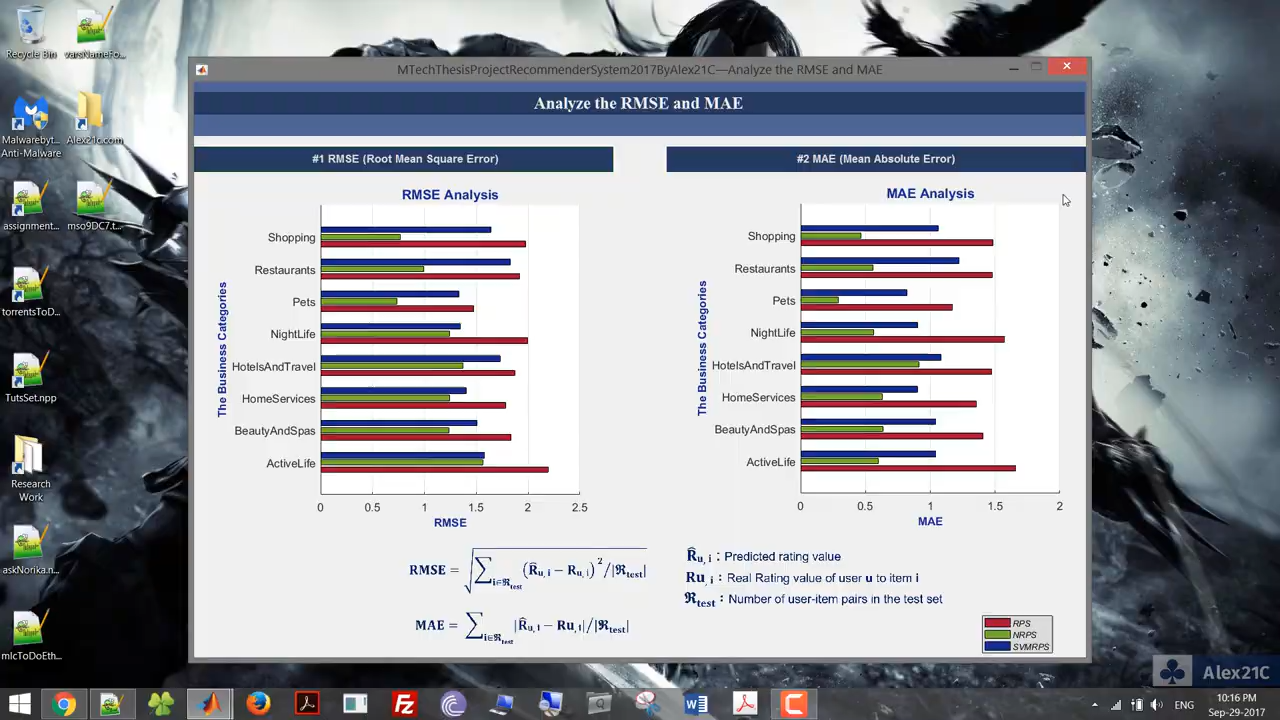 Recycle Bin
varsNameFo...
Malwarebyt...
Anti-Malware
Alex21c.com
assignment...
mso9DC7.t...
torrentsToD...
TutsSet.npp
Research
Work
askNorika.n...
mlcToDoEth...
MTechThesisProjectRecommenderSystem2017ByAlex21C—Analyze the RMSE and MAE
Analyze the RMSE and MAE
#1 RMSE (Root Mean Square Error)
RMSE Analysis
The Business Categories
Shopping
Restaurants
Pets
NightLife
HotelsAndTravel
HomeServices
BeautyAndSpas
ActiveLife
0 0.5 1 1.5 2 2.5
RMSE
#2 MAE (Mean Absolute Error)
MAE Analysis
The Business Categories
Shopping
Restaurants
Pets
NightLife
HotelsAndTravel
HomeServices
BeautyAndSpas
ActiveLife
0 0.5 1 1.5 2
MAE
RMSE = √∑i∈ℜtest (R̂u,i − Ru,i)²/|ℜtest|
MAE = ∑i∈ℜtest |R̂u,i − Ru,i|/|ℜtest|
R̂u,i : Predicted rating value
Ru,i : Real Rating value of user u to item i
ℜtest : Number of user-item pairs in the test set
RPS
NRPS
SVMRPS
Alex21C
ENG
10:16 PM
Sep-29-2017